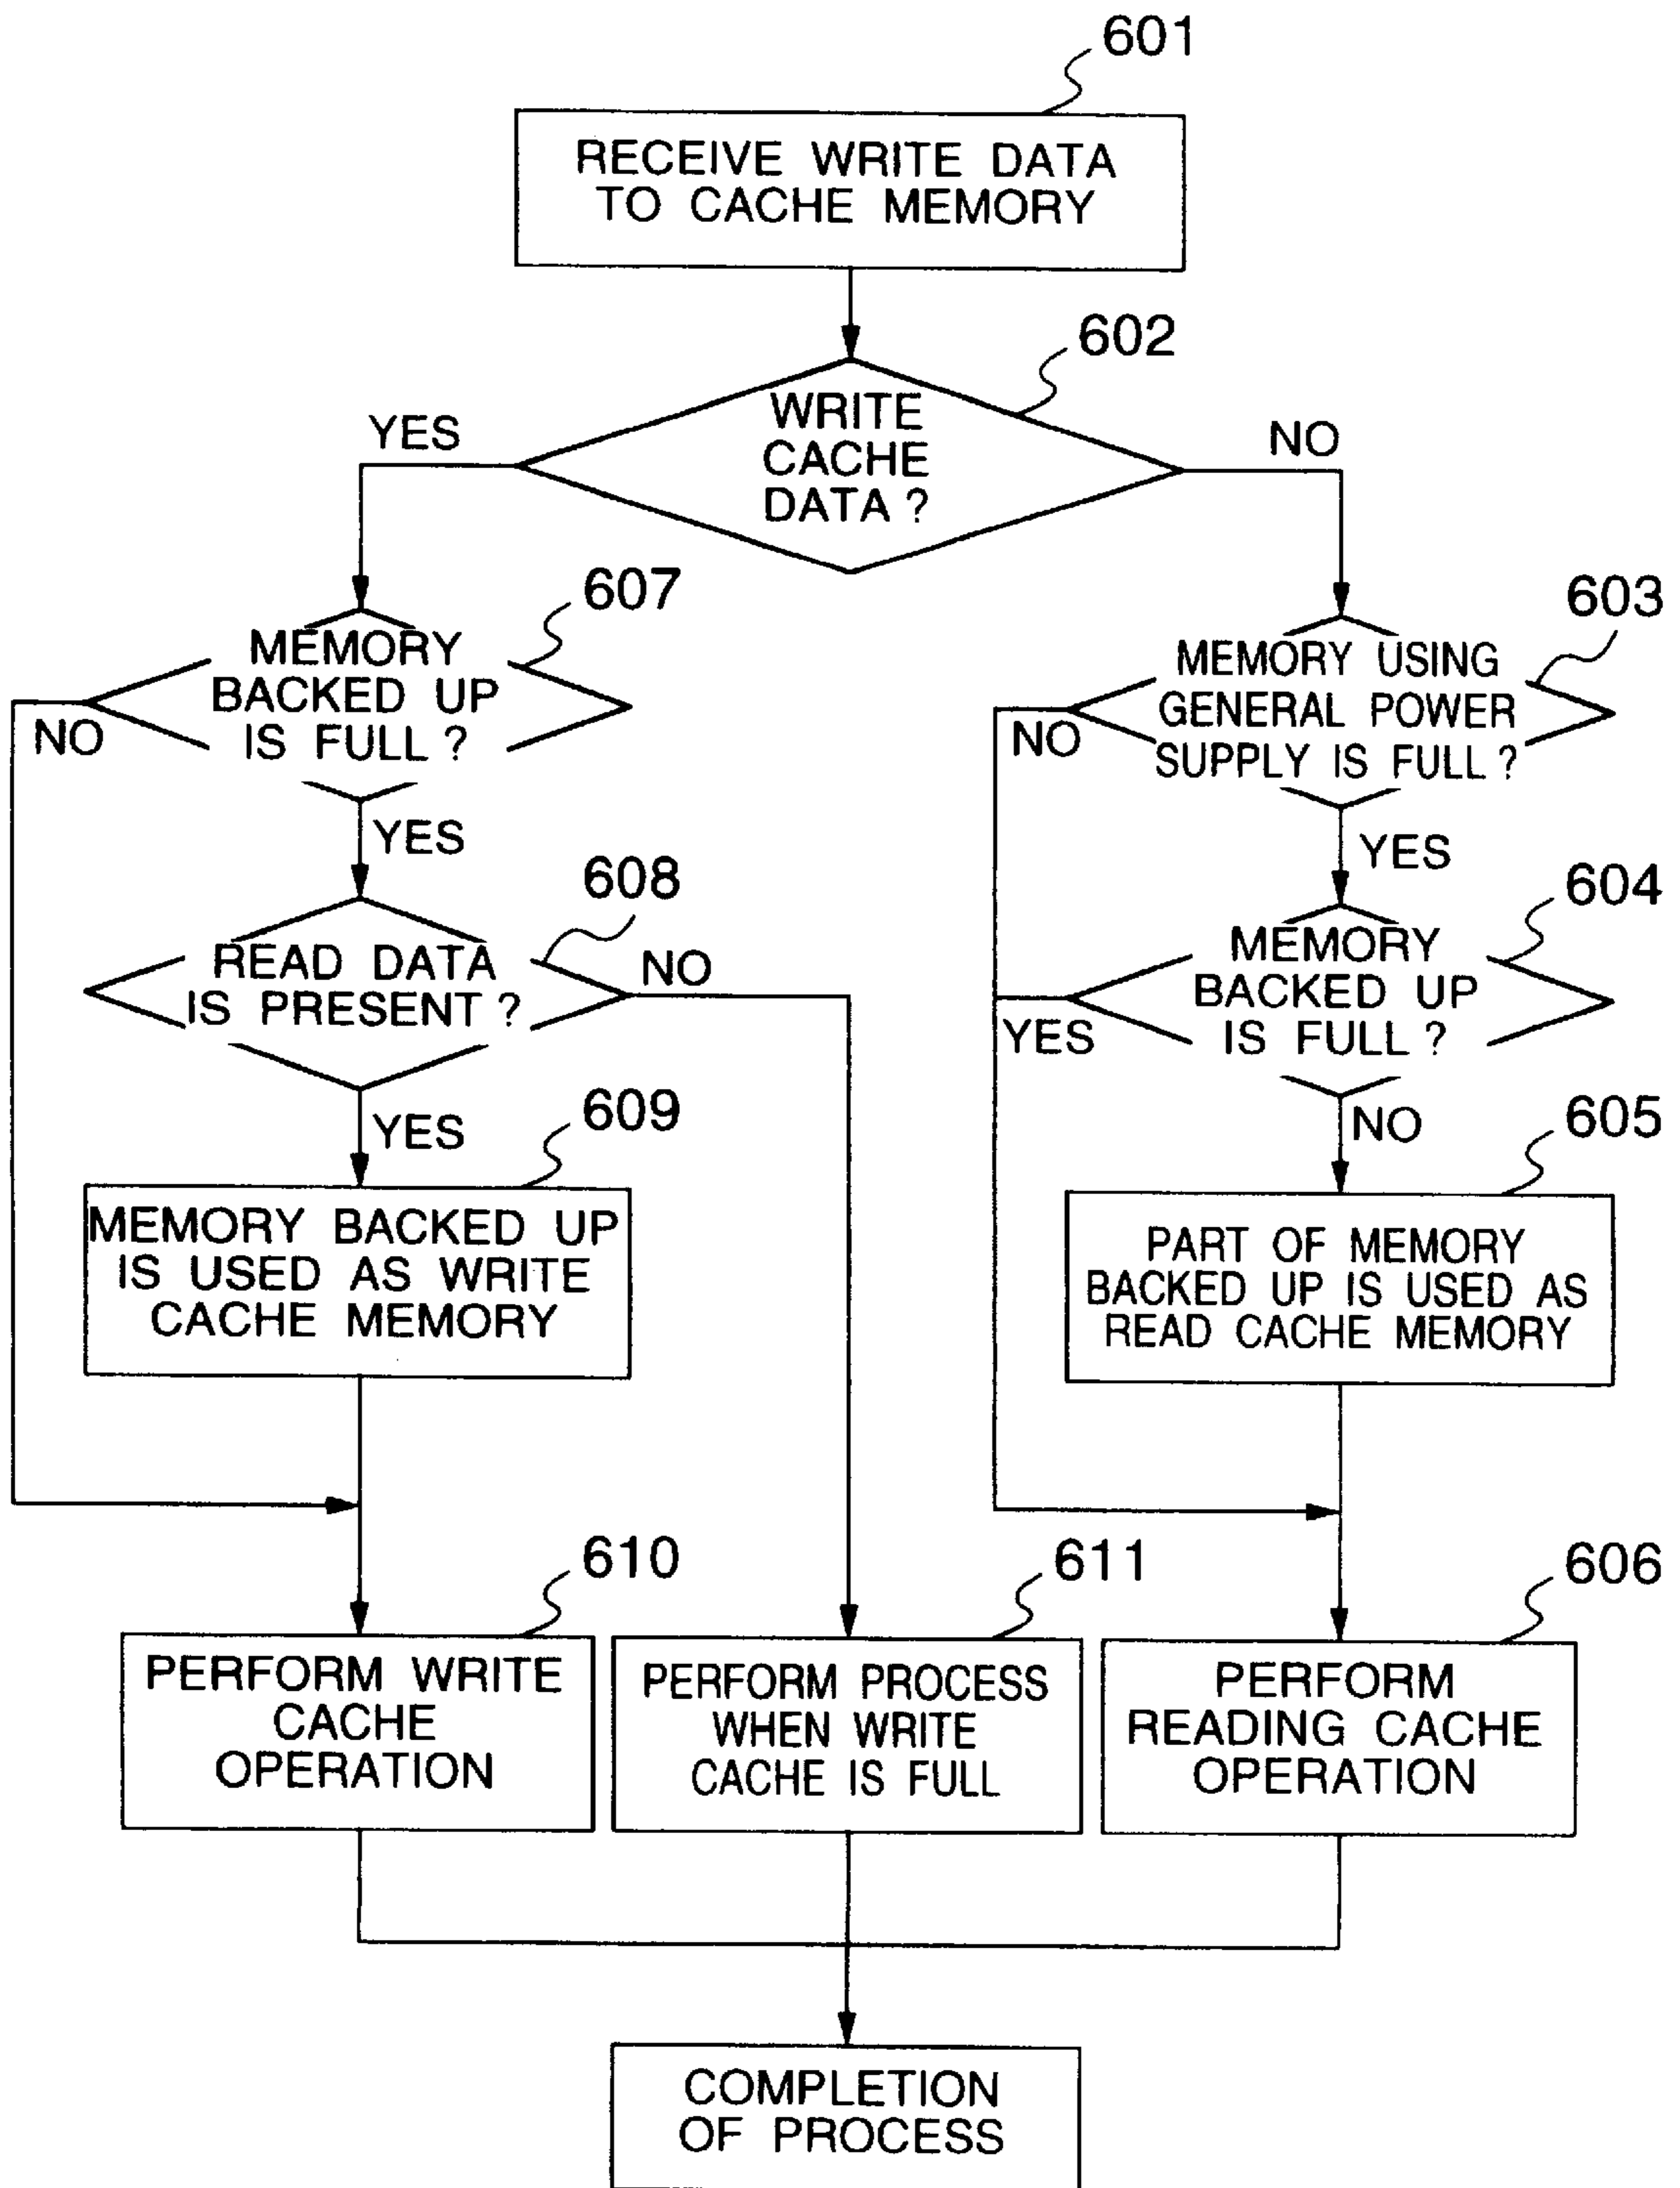 601
RECEIVE WRITE DATA
TO CACHE MEMORY
602
WRITE
CACHE
DATA ?
YES
NO
607
MEMORY
BACKED UP
IS FULL ?
NO
YES
603
MEMORY USING
GENERAL POWER
SUPPLY IS FULL ?
NO
YES
608
READ DATA
IS PRESENT ?
NO
YES
604
MEMORY
BACKED UP
IS FULL ?
YES
NO
609
MEMORY BACKED UP
IS USED AS WRITE
CACHE MEMORY
605
PART OF MEMORY
BACKED UP IS USED AS
READ CACHE MEMORY
610
PERFORM WRITE
CACHE
OPERATION
611
PERFORM PROCESS
WHEN WRITE
CACHE IS FULL
606
PERFORM
READING CACHE
OPERATION
COMPLETION
OF PROCESS